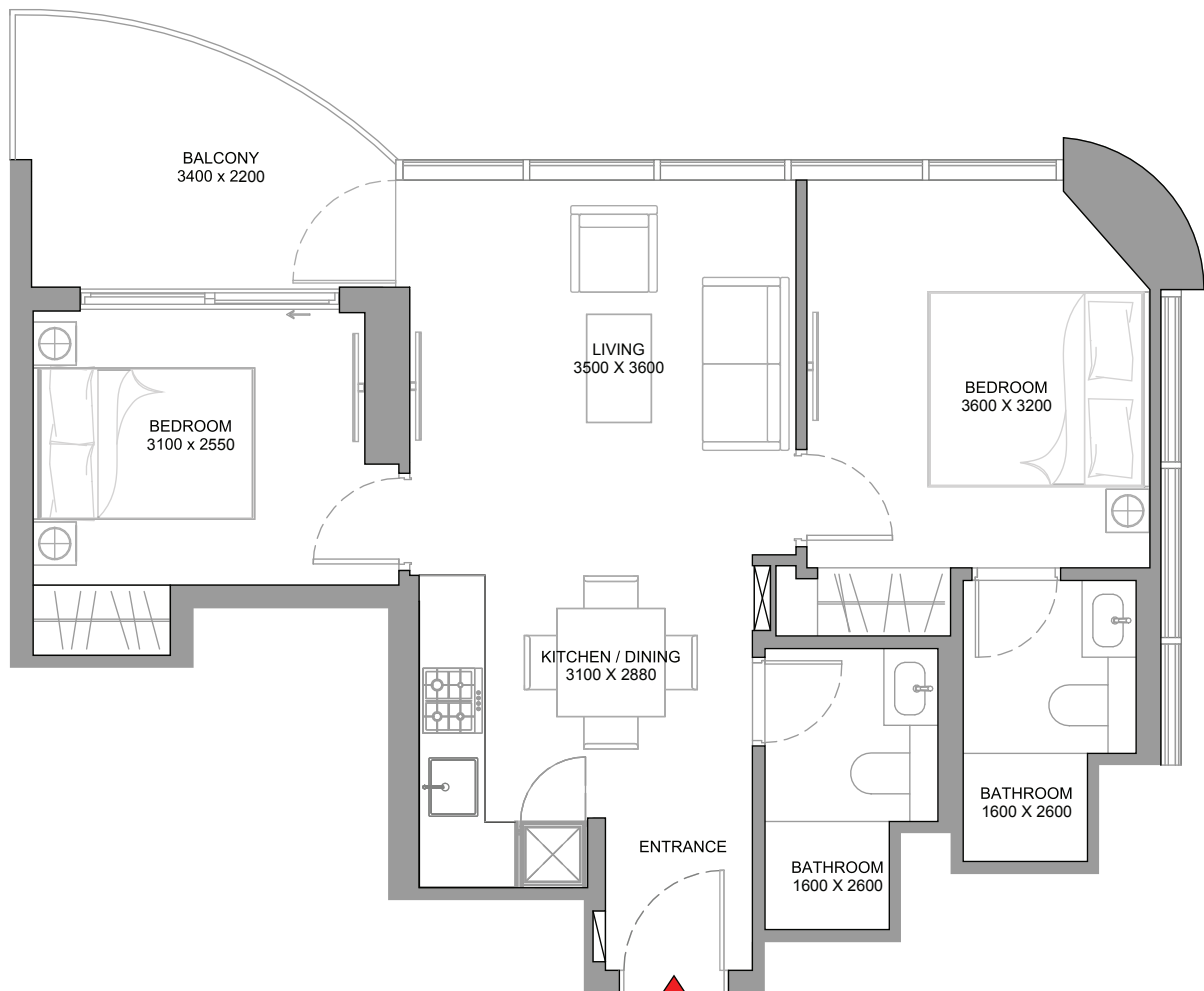 BALCONY
3400 x 2200
LIVING
3500 X 3600
BEDROOM
3600 X 3200
BEDROOM
3100 x 2550
KITCHEN / DINING
3100 X 2880
BATHROOM
1600 X 2600
ENTRANCE
BATHROOM
1600 X 2600